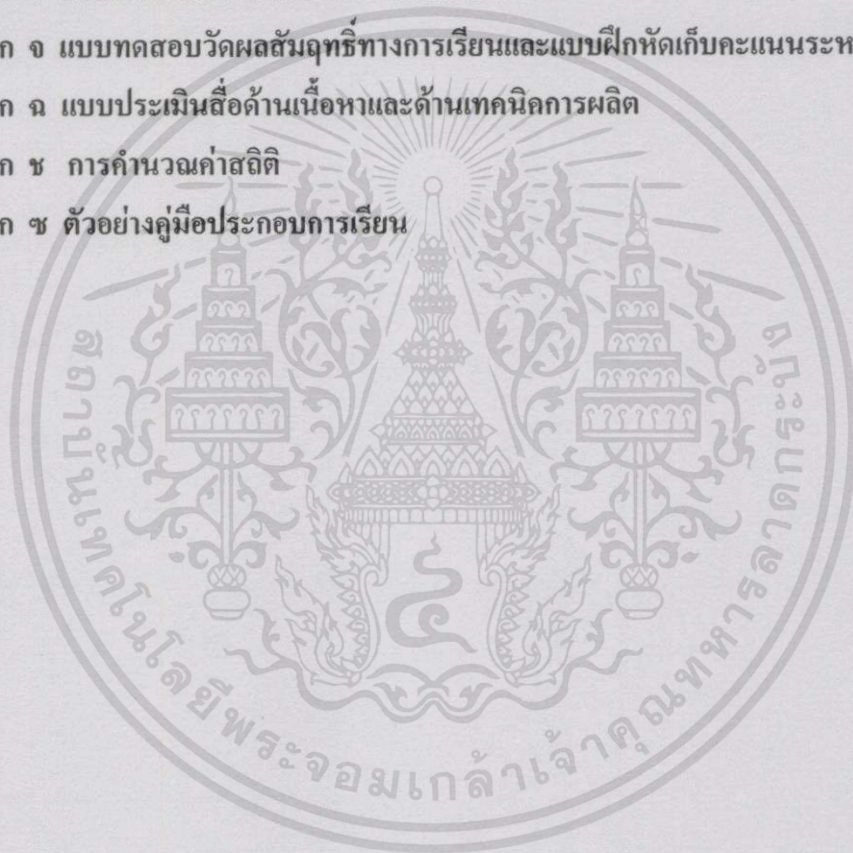 ก จ แบบทดสอบวัดผลสัมฤทธิ์ทางการเรียนและแบบฝึกหัดเก็บคะแนนระห
ก ฉ แบบประเมินสื่อด้านเนื้อหาและด้านเทคนิคการผลิต
ก ช การคำนวณค่าสถิติ
ก ซ ตัวอย่างคู่มือประกอบการเรียน
สถาบันเทคโนโลยีพระจอมเกล้าเจ้าคุณทหารลาดกระบัง
๔